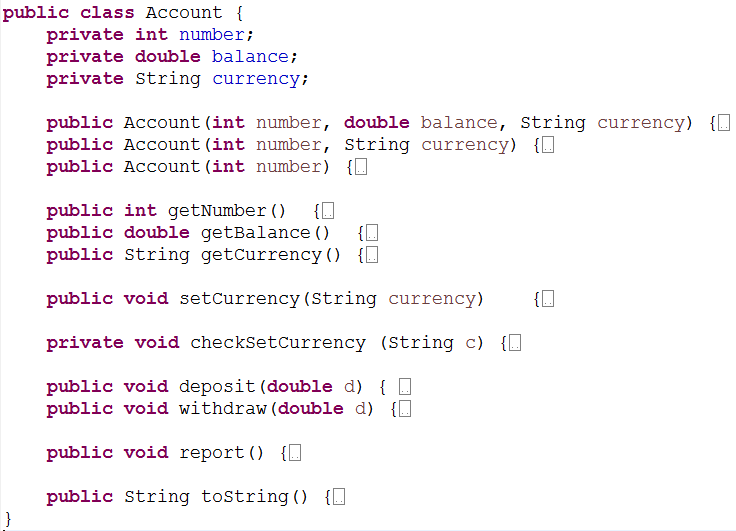 public class Account {
private int number;
private double balance;
private String currency;
public Account(int number, double balance, String currency) {..
public Account(int number, String currency) {..
public Account(int number) {..
public int getNumber() {..
public double getBalance() {..
public String getCurrency() {..
public void setCurrency(String currency) {..
private void checkSetCurrency (String c) {..
public void deposit(double d) { ..
public void withdraw(double d) {..
public void report() {..
public String toString() {..
}